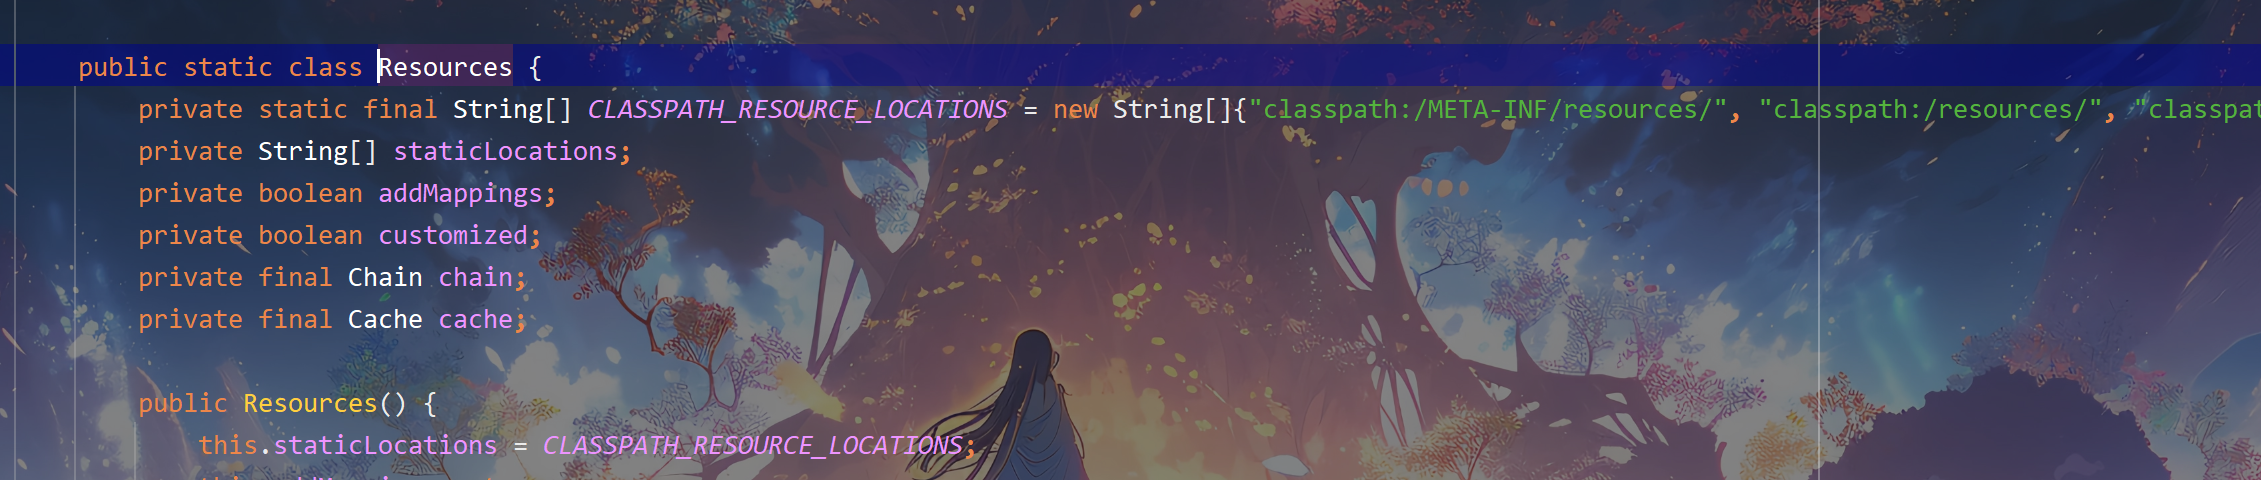 public static class Resources {
private static final String[] CLASSPATH_RESOURCE_LOCATIONS = new String[]{"classpath:/META-INF/resources/", "classpath:/resources/", "classpat
private String[] staticLocations;
private boolean addMappings;
private boolean customized;
private final Chain chain;
private final Cache cache;
public Resources() {
this.staticLocations = CLASSPATH_RESOURCE_LOCATIONS;